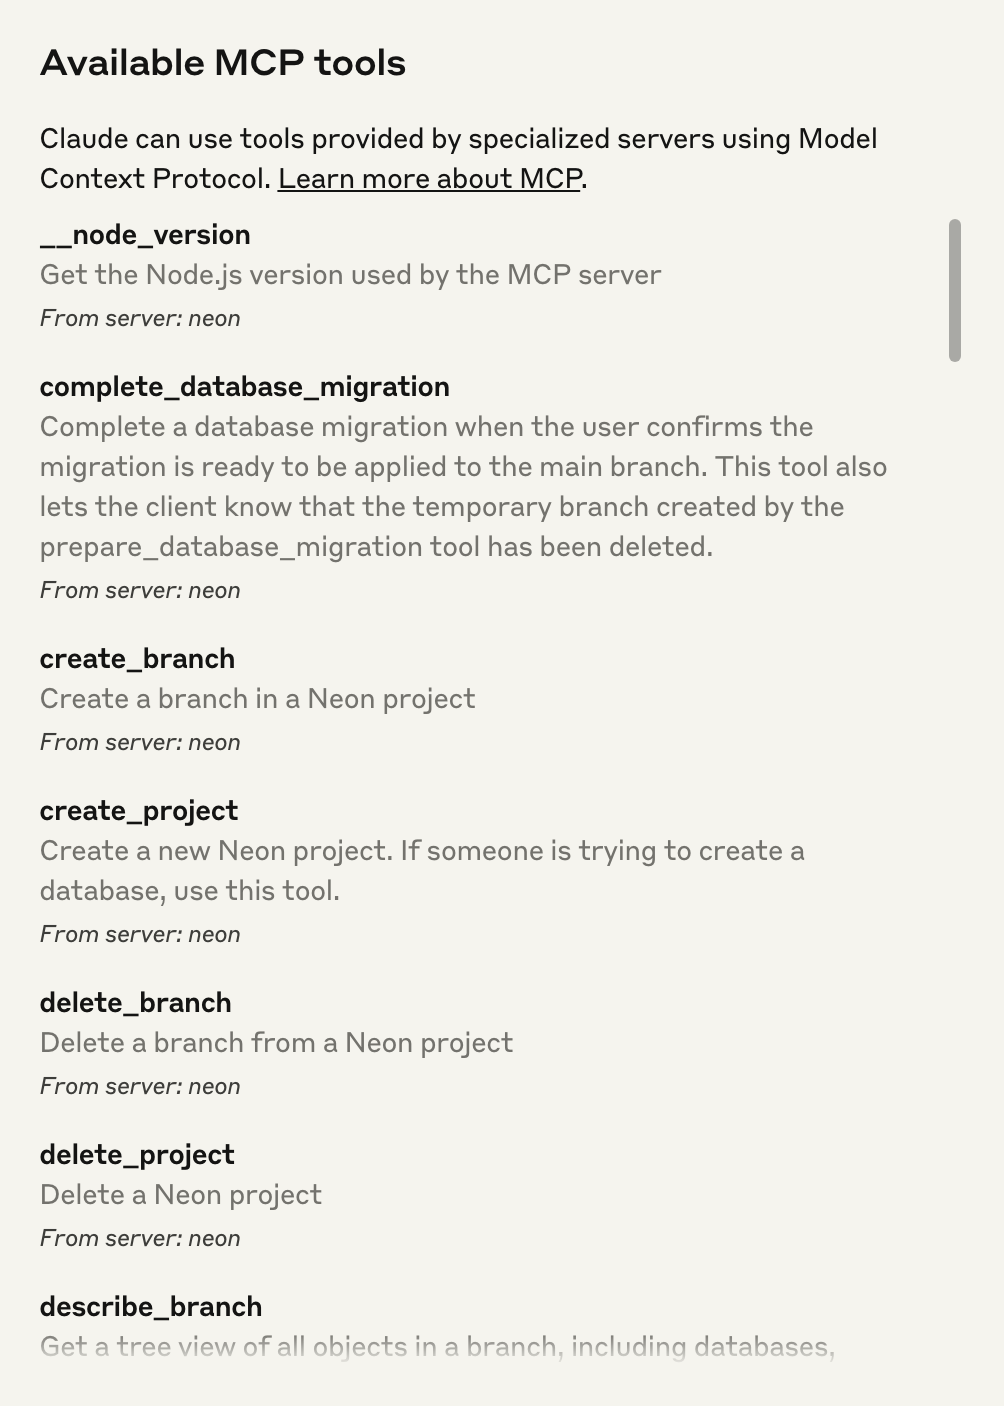 Available MCP tools
Claude can use tools provided by specialized servers using Model
Context Protocol. Learn more about MCP.
__node_version
Get the Node.js version used by the MCP server
From server: neon
complete_database_migration
Complete a database migration when the user confirms the
migration is ready to be applied to the main branch. This tool also
lets the client know that the temporary branch created by the
prepare_database_migration tool has been deleted.
From server: neon
create_branch
Create a branch in a Neon project
From server: neon
create_project
Create a new Neon project. If someone is trying to create a
database, use this tool.
From server: neon
delete_branch
Delete a branch from a Neon project
From server: neon
delete_project
Delete a Neon project
From server: neon
describe_branch
Get a tree view of all objects in a branch, including databases,